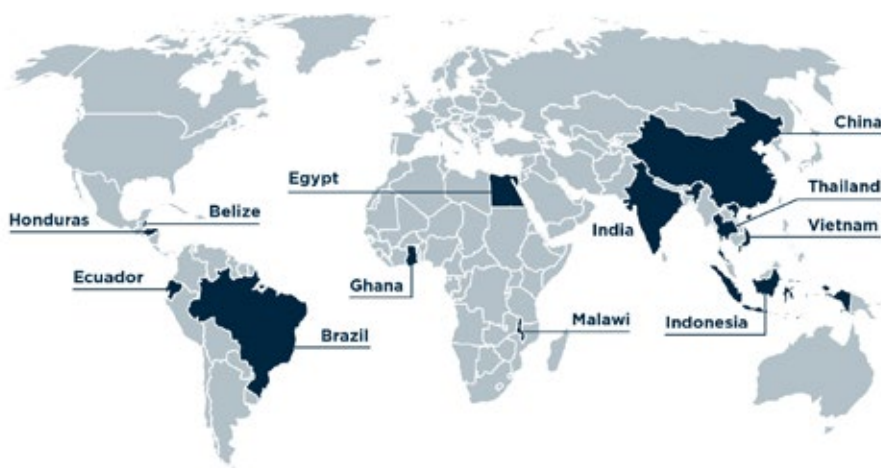 China
Thailand
Egypt
Belize
Honduras
India
Vietnam
Ecuador
Ghana
Brazil
Malawi
Indonesia